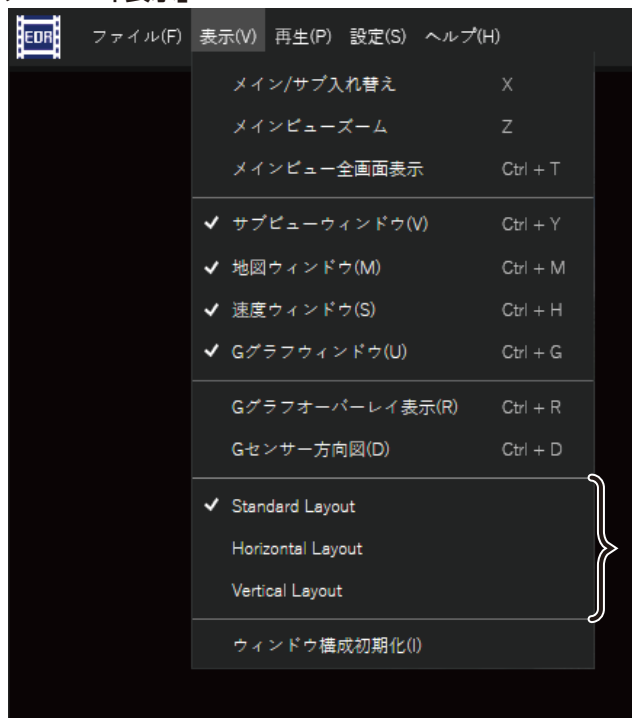 EDR ファイル(F) 表示(V) 再生(P) 設定(S) ヘルプ(H)
メイン/サブ入れ替え X
メインビューズーム Z
メインビュー全画面表示 Ctrl + T
✔ サブビューウィンドウ(V) Ctrl + Y
✔ 地図ウィンドウ(M) Ctrl + M
✔ 速度ウィンドウ(S) Ctrl + H
✔ Gグラフウィンドウ(U) Ctrl + G
Gグラフオーバーレイ表示(R) Ctrl + R
Gセンサー方向図(D) Ctrl + D
✔ Standard Layout
Horizontal Layout
Vertical Layout
ウィンドウ構成初期化(I)